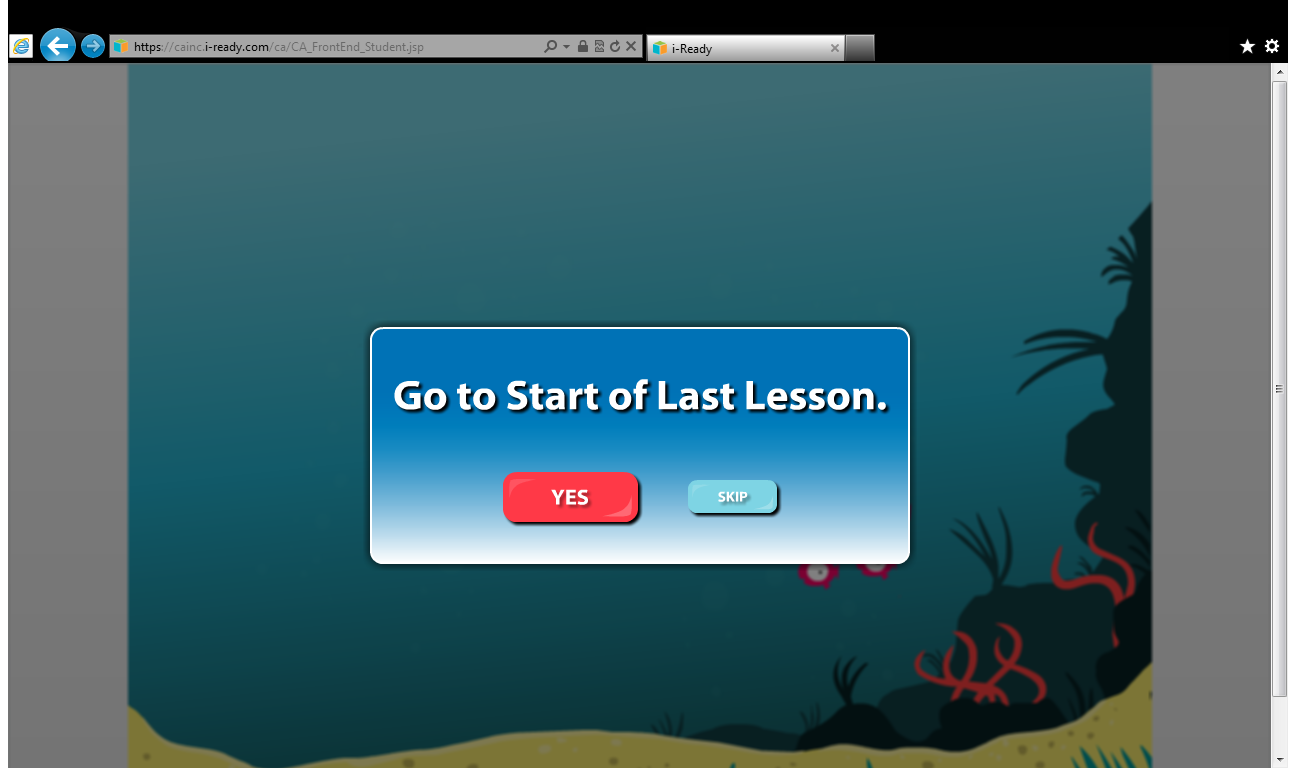 https://cainc.i-ready.com/ca/CA_FrontEnd_Student.jsp
i-Ready
Go to Start of Last Lesson.
YES
SKIP